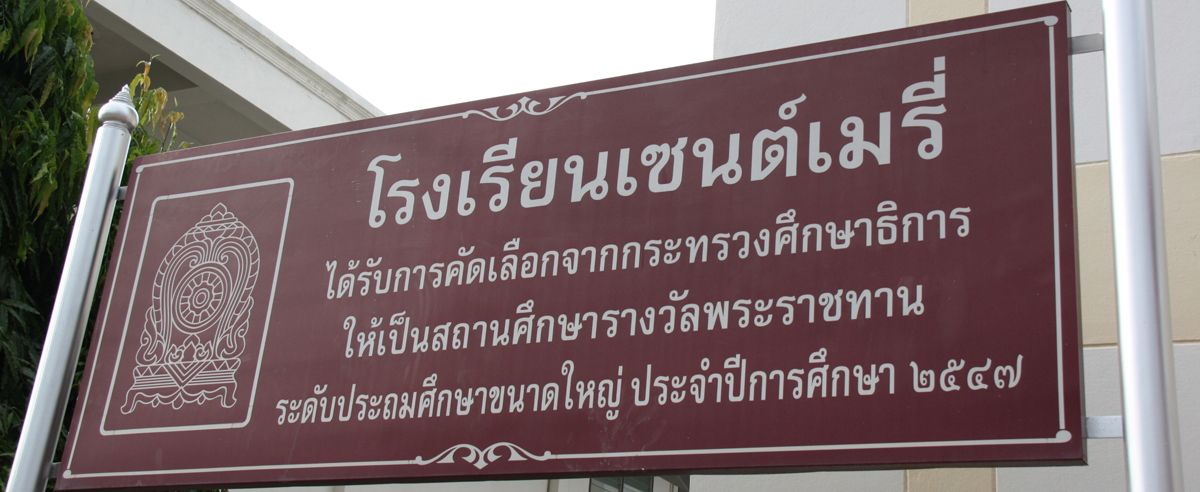 โรงเรียนเซนต์เมรี่
ได้รับการคัดเลือกจากกระทรวงศึกษาธิการ
ให้เป็นสถานศึกษารางวัลพระราชทาน
ระดับประถมศึกษาขนาดใหญ่ ประจำปีการศึกษา ๒๕๔๗